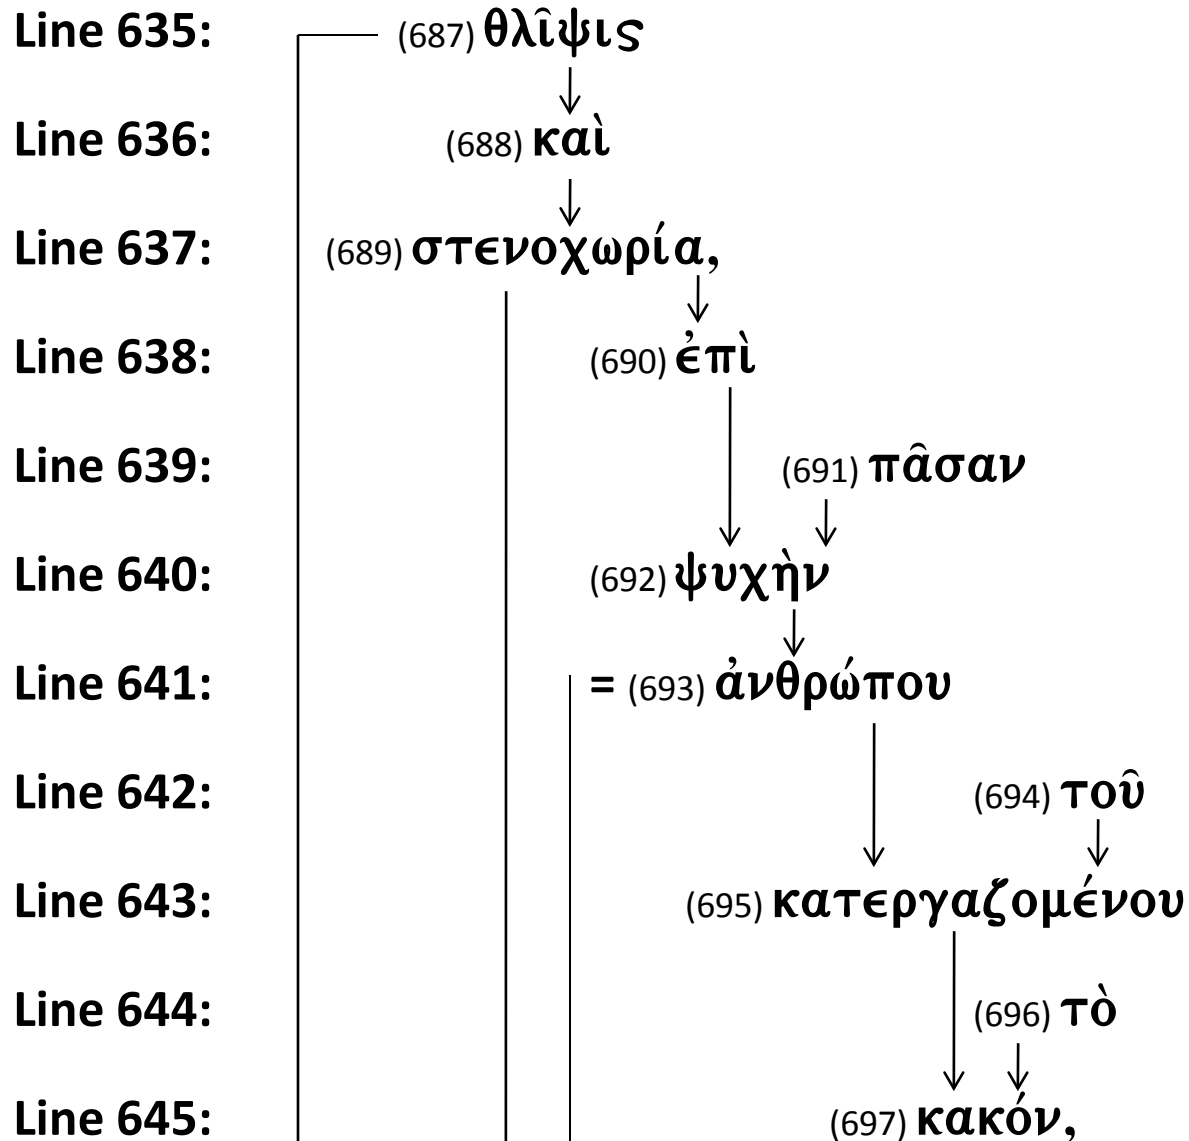 Line 635: (687) θλῖψις
Line 636: (688) καὶ
Line 637: (689) στενοχωρία,
Line 638: (690) ἐπὶ
Line 639: (691) πᾶσαν
Line 640: (692) ψυχὴν
Line 641: = (693) ἀνθρώπου
Line 642: (694) τοῦ
Line 643: (695) κατεργαζομένου
Line 644: (696) τὸ
Line 645: (697) κακόν,